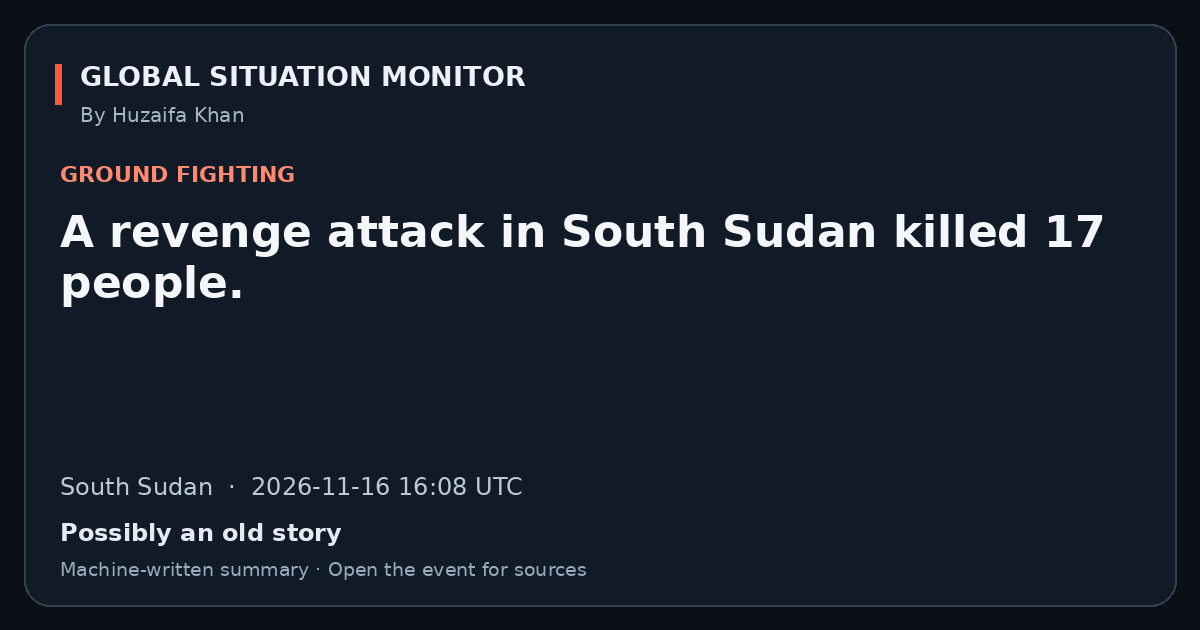 GLOBAL SITUATION MONITOR
By Huzaifa Khan
GROUND FIGHTING
A revenge attack in South Sudan killed 17
people.
South Sudan · 2026-11-16 16:08 UTC
Possibly an old story
Machine-written summary · Open the event for sources